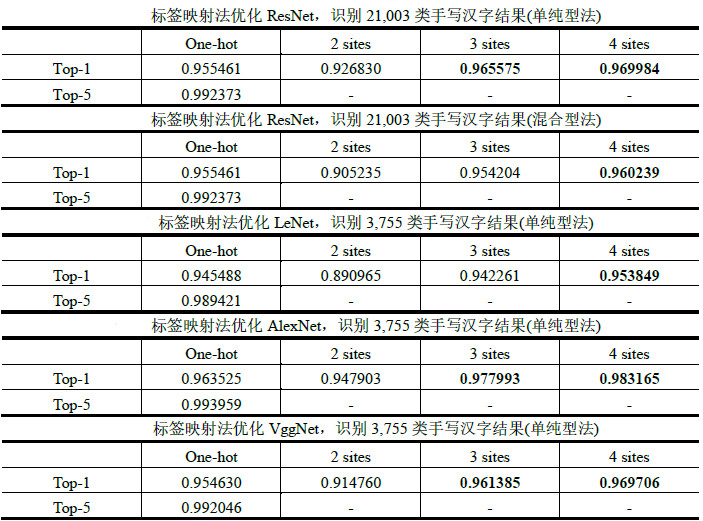 标签映射法优化 ResNet，识别 21,003 类手写汉字结果(单纯型法)
One-hot 2 sites 3 sites 4 sites
Top-1 0.955461 0.926830 0.965575 0.969984
Top-5 0.992373 - - -
标签映射法优化 ResNet，识别 21,003 类手写汉字结果(混合型法)
One-hot 2 sites 3 sites 4 sites
Top-1 0.955461 0.905235 0.954204 0.960239
Top-5 0.992373 - - -
标签映射法优化 LeNet，识别 3,755 类手写汉字结果(单纯型法)
One-hot 2 sites 3 sites 4 sites
Top-1 0.945488 0.890965 0.942261 0.953849
Top-5 0.989421 - - -
标签映射法优化 AlexNet，识别 3,755 类手写汉字结果(单纯型法)
One-hot 2 sites 3 sites 4 sites
Top-1 0.963525 0.947903 0.977993 0.983165
Top-5 0.993959 - - -
标签映射法优化 VggNet，识别 3,755 类手写汉字结果(单纯型法)
One-hot 2 sites 3 sites 4 sites
Top-1 0.954630 0.914760 0.961385 0.969706
Top-5 0.992046 - - -